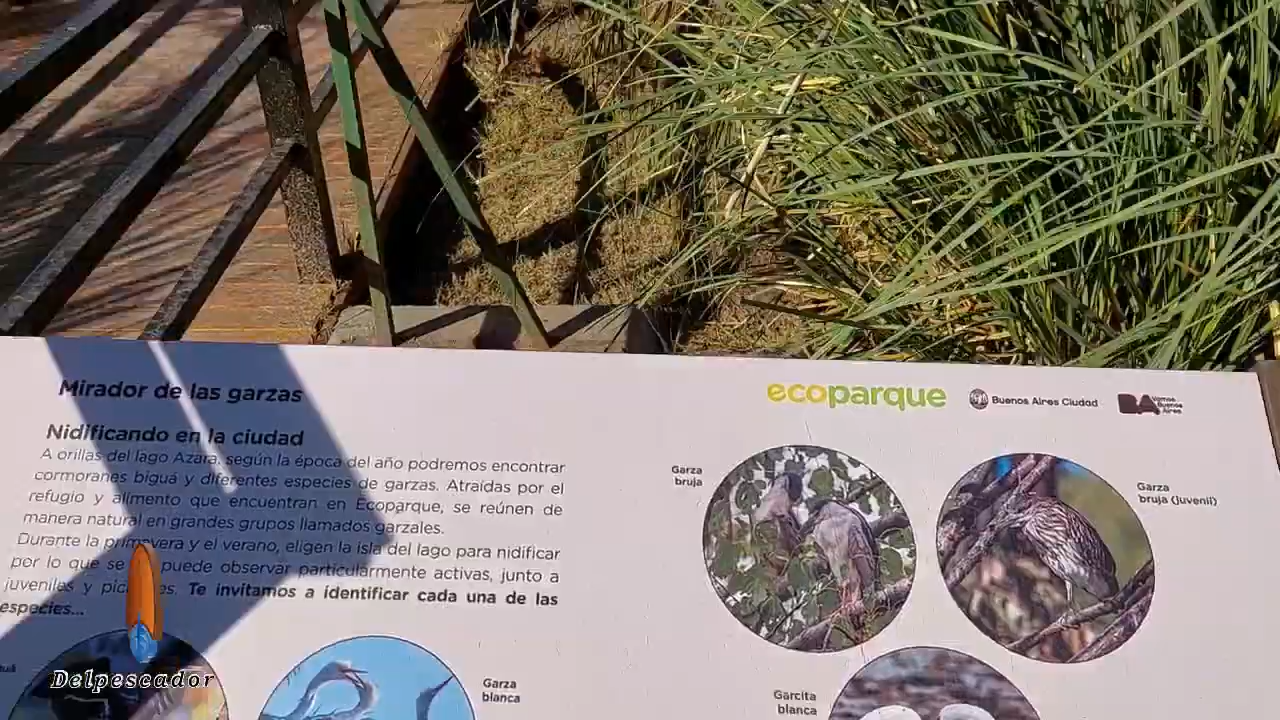 Mirador de las garzas
Nidificando en la ciudad
A orillas del lago Azara, según la época del año podremos encontrar
cormoranes biguá y diferentes especies de garzas. Atraídas por el
refugio y alimento que encuentran en Ecoparque, se reúnen de
manera natural en grandes grupos llamados garzales.
Durante la primavera y el verano, eligen la isla del lago para nidificar
por lo que se puede observar particularmente activas, junto a
juveniles y Te invitamos a identificar cada una de las
especies...
ecoparque
Buenos Aires Ciudad
BA Vamos
Buenos
Aires
Garza
bruja
Garza
bruja (juvenil)
Garza
blanca
Garcita
blanca
Delpescador